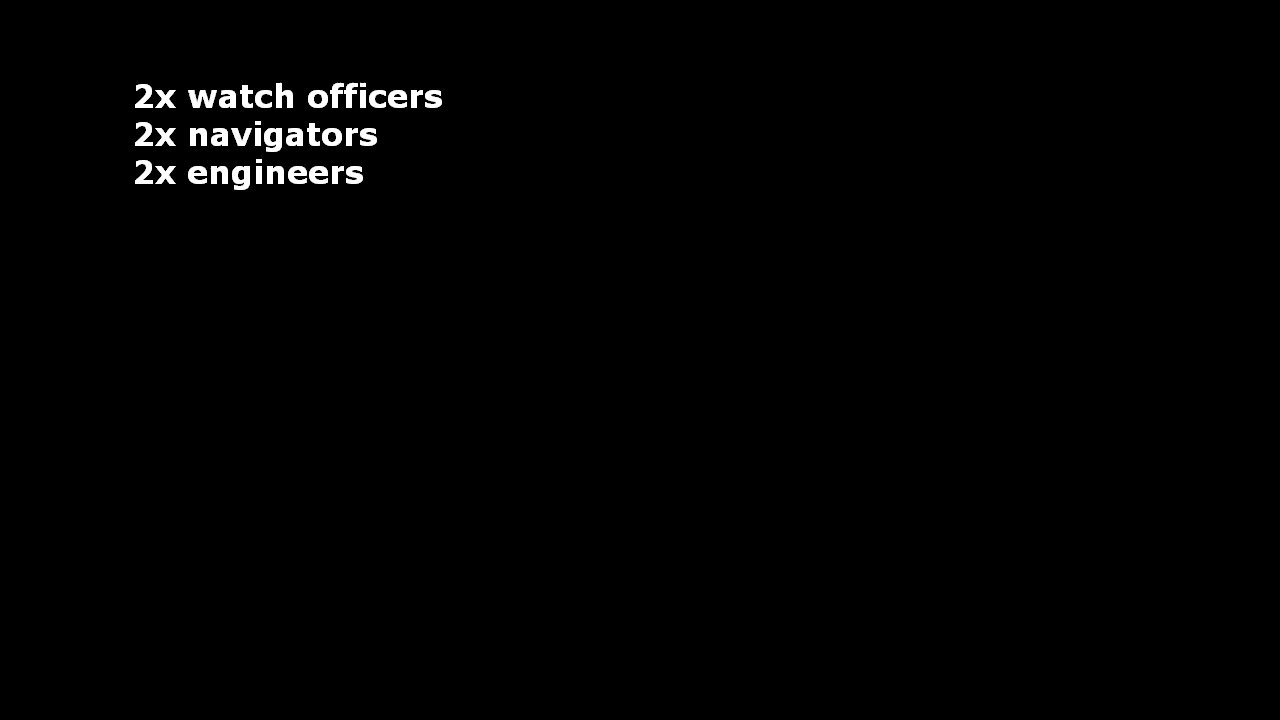 2x watch officers
2x navigators
2x engineers